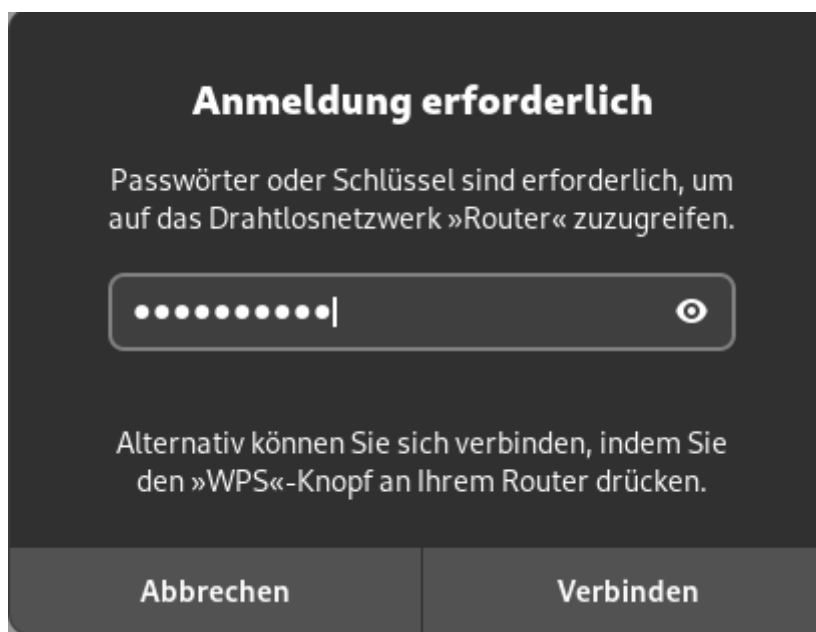 Anmeldung erforderlich
Passwörter oder Schlüssel sind erforderlich, um
auf das Drahtlosnetzwerk »Router« zuzugreifen.
●●●●●●●●●●
Alternativ können Sie sich verbinden, indem Sie
den »WPS«-Knopf an Ihrem Router drücken.
Abbrechen
Verbinden